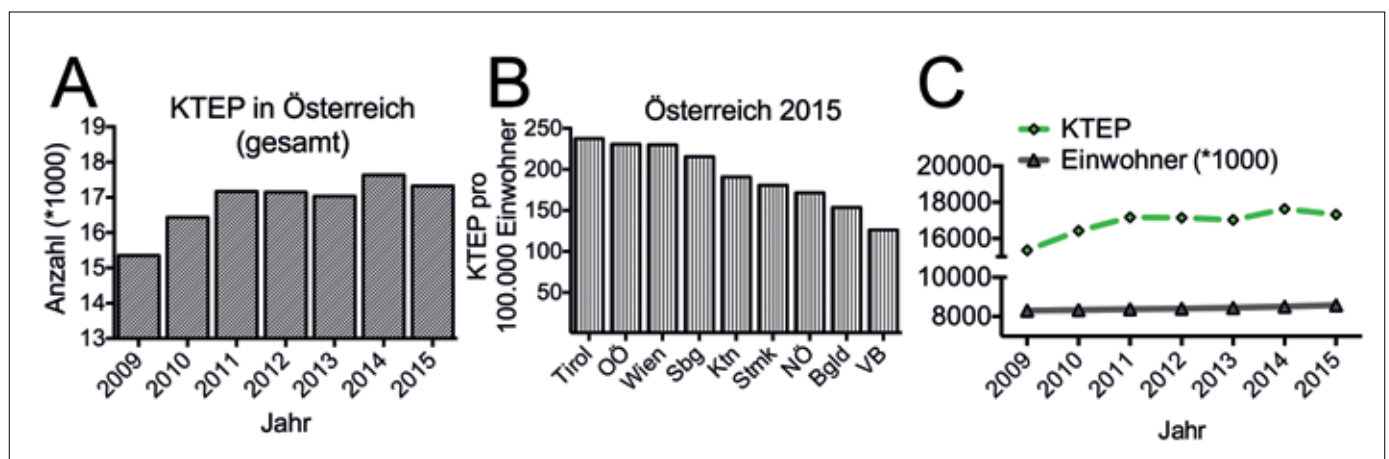 A
KTEP in Österreich
(gesamt)
Anzahl (*1000)
19
18
17
16
15
14
13
2009
2010
2011
2012
2013
2014
2015
Jahr
B
Österreich 2015
KTEP pro
100.000 Einwohner
250
200
150
100
50
Tirol
OÖ
Wien
Sbg
Ktn
Stmk
NÖ
Bgld
VB
C
KTEP
Einwohner (*1000)
20000
18000
16000
10000
8000
2009
2010
2011
2012
2013
2014
2015
Jahr